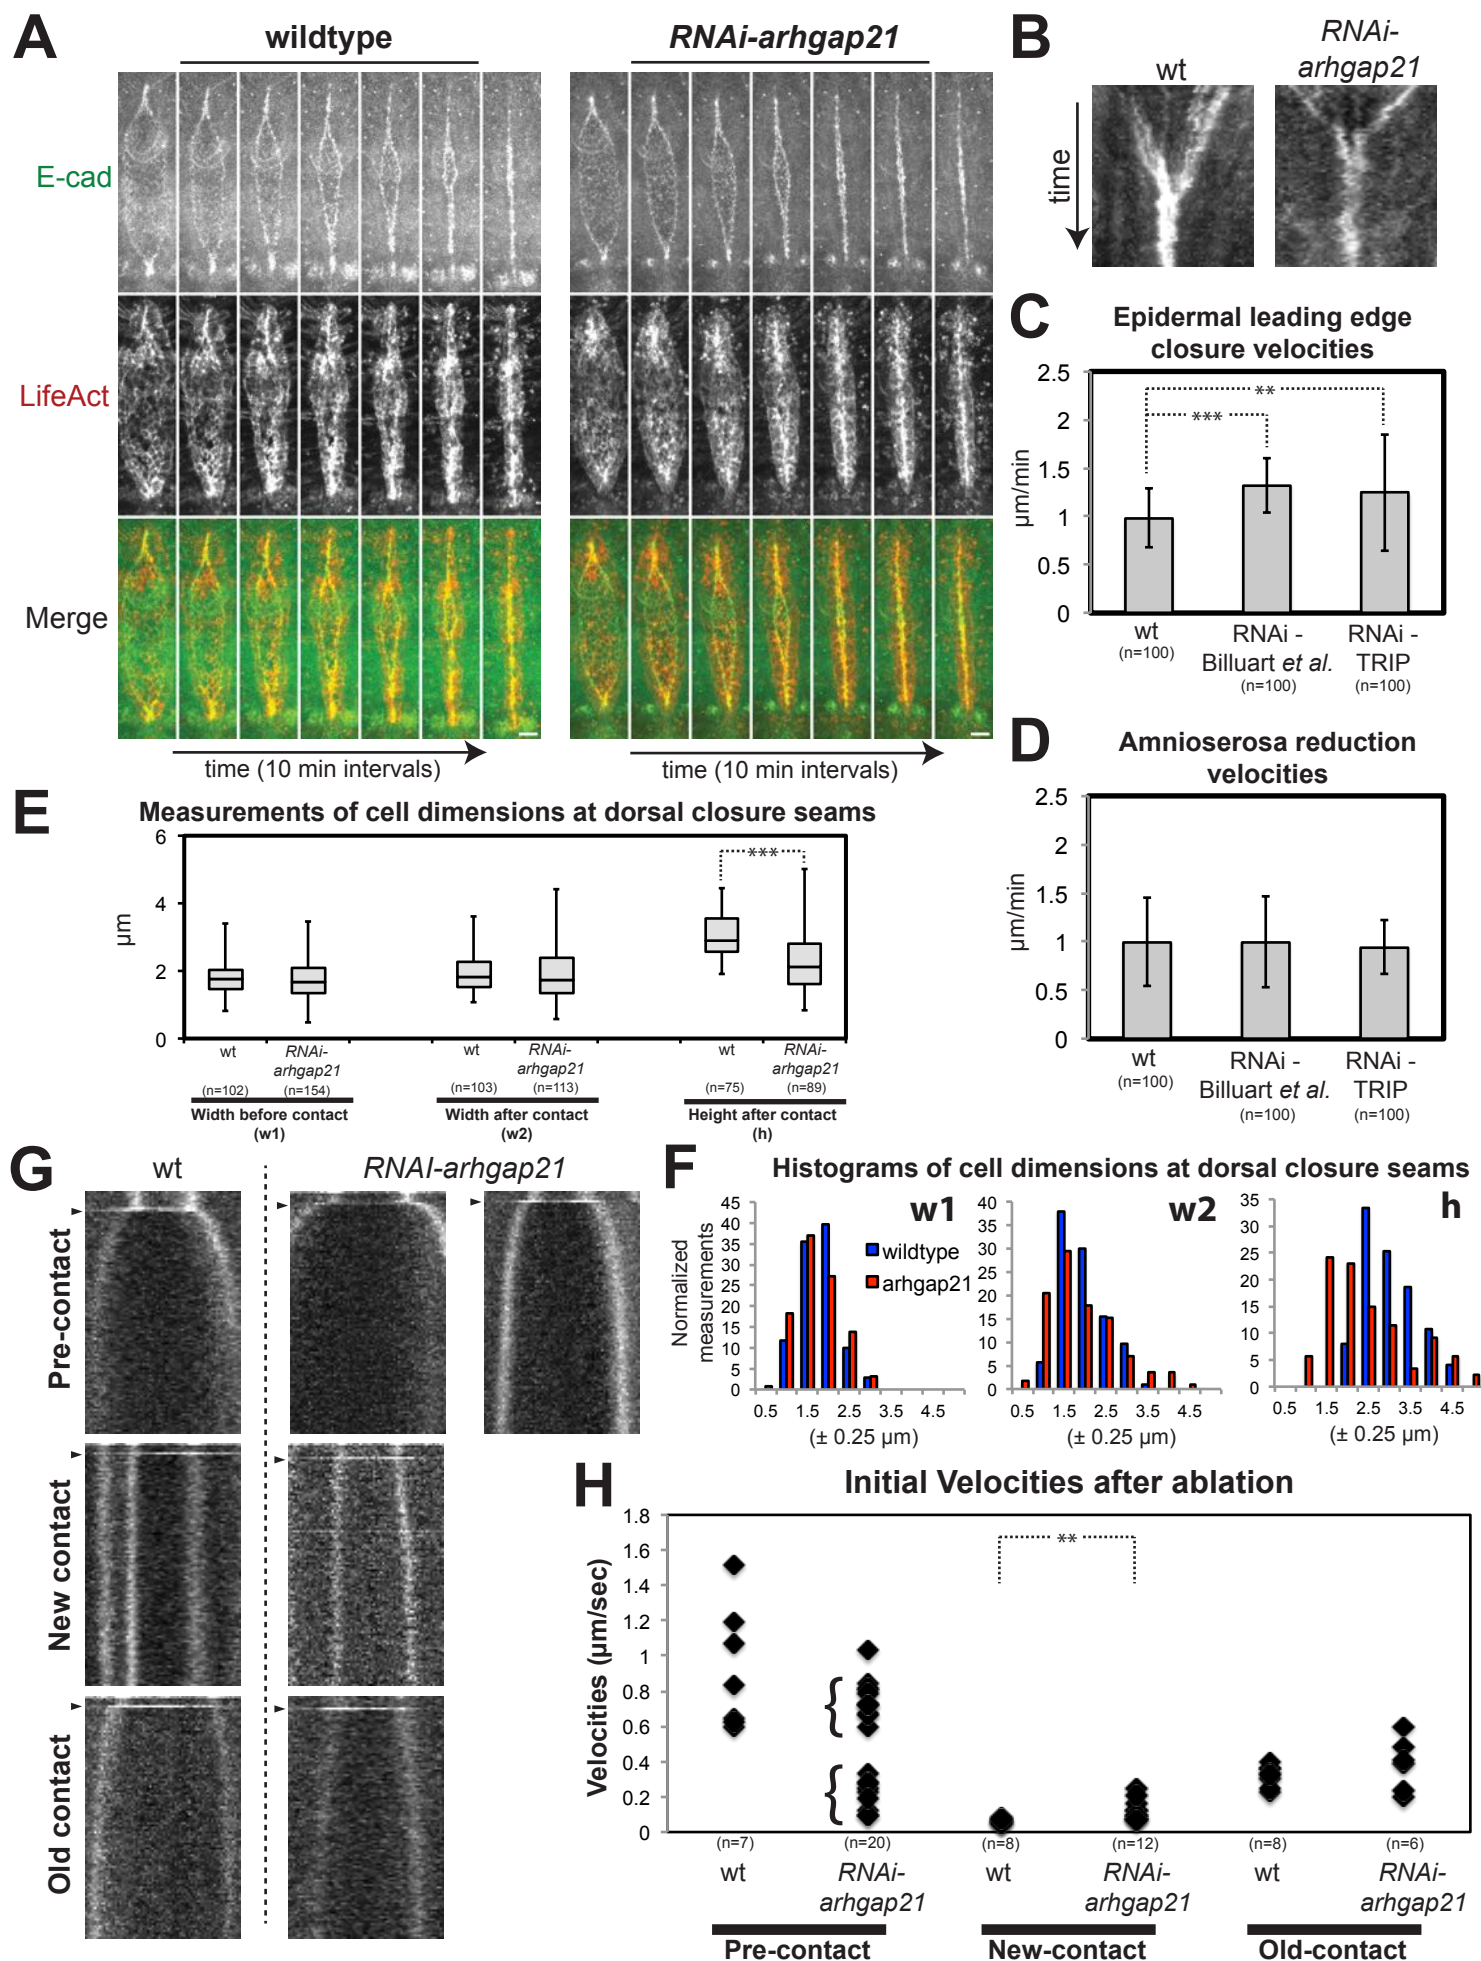 A
wildtype
RNAi-arhgap21
E-cad
LifeAct
Merge
time (10 min intervals)
time (10 min intervals)
B
wt
RNAi-
arhgap21
time
C
Epidermal leading edge
closure velocities
µm/min
2.5
2
1.5
1
0.5
0
**
***
wt
(n=100)
RNAi -
Billuart et al.
(n=100)
RNAi -
TRIP
(n=100)
D
Amnioserosa reduction
velocities
µm/min
2.5
2
1.5
1
0.5
0
wt
(n=100)
RNAi -
Billuart et al.
(n=100)
RNAi -
TRIP
(n=100)
E
Measurements of cell dimensions at dorsal closure seams
µm
6
4
2
0
***
wt
(n=102)
RNAi-
arhgap21
(n=154)
Width before contact
(w1)
wt
(n=103)
RNAi-
arhgap21
(n=113)
Width after contact
(w2)
wt
(n=75)
RNAi-
arhgap21
(n=89)
Height after contact
(h)
F
Histograms of cell dimensions at dorsal closure seams
Normalized
measurements
45
40
35
30
25
20
15
10
5
0
w1
wildtype
arhgap21
0.5 1.5 2.5 3.5 4.5
(± 0.25 µm)
40
35
30
25
20
15
10
5
0
w2
0.5 1.5 2.5 3.5 4.5
(± 0.25 µm)
35
30
25
20
15
10
5
0
h
0.5 1.5 2.5 3.5 4.5
(± 0.25 µm)
G
wt
RNAI-arhgap21
Pre-contact
New contact
Old contact
H
Initial Velocities after ablation
Velocities (µm/sec)
1.8
1.6
1.4
1.2
1
0.8
0.6
0.4
0.2
0
{
{
**
(n=7)
wt
(n=20)
RNAi-
arhgap21
Pre-contact
(n=8)
wt
(n=12)
RNAi-
arhgap21
New-contact
(n=8)
wt
(n=6)
RNAi-
arhgap21
Old-contact